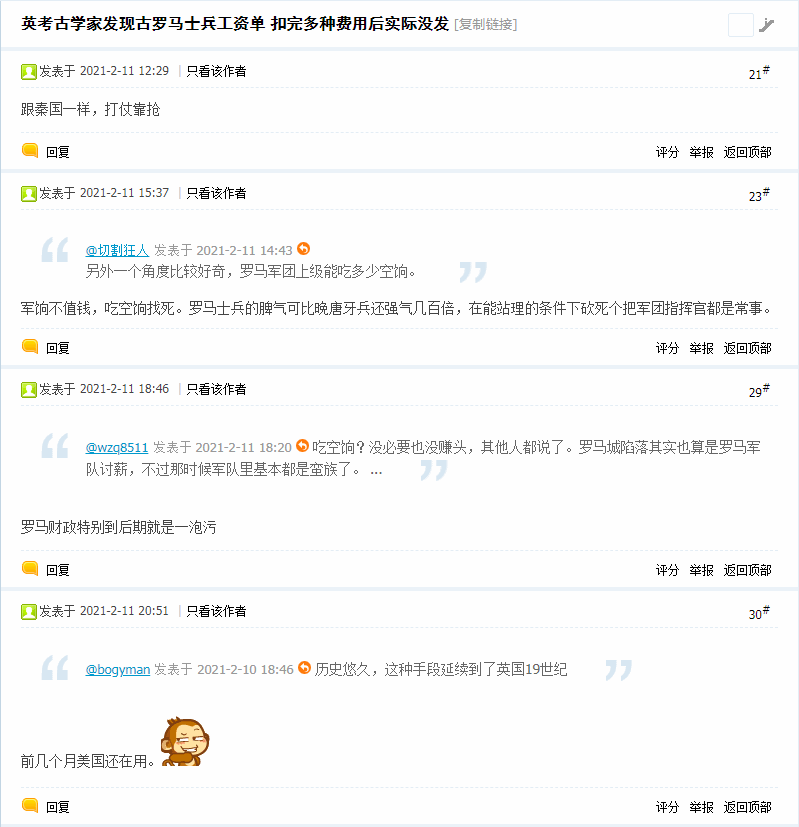 英考古学家发现古罗马士兵工资单 扣完多种费用后实际没发 [复制链接]
发表于 2021-2-11 12:29 |只看该作者 21#
跟秦国一样，打仗靠抢
回复 评分 举报 返回顶部
发表于 2021-2-11 15:37 |只看该作者 23#
@切割狂人 发表于 2021-2-11 14:43
另外一个角度比较好奇，罗马军团上级能吃多少空饷。
军饷不值钱，吃空饷找死。罗马士兵的脾气可比晚唐牙兵还强气几百倍，在能站理的条件下砍死个把军团指挥官都是常事。
回复 评分 举报 返回顶部
发表于 2021-2-11 18:46 |只看该作者 29#
@wzq8511 发表于 2021-2-11 18:20 吃空饷？没必要也没赚头，其他人都说了。罗马城陷落其实也算是罗马军
队讨薪，不过那时候军队里基本都是蛮族了。 ...
罗马财政特别到后期就是一泡污
回复 评分 举报 返回顶部
发表于 2021-2-11 20:51 |只看该作者 30#
@bogyman 发表于 2021-2-10 18:46 历史悠久，这种手段延续到了英国19世纪
前几个月美国还在用。
回复 评分 举报 返回顶部